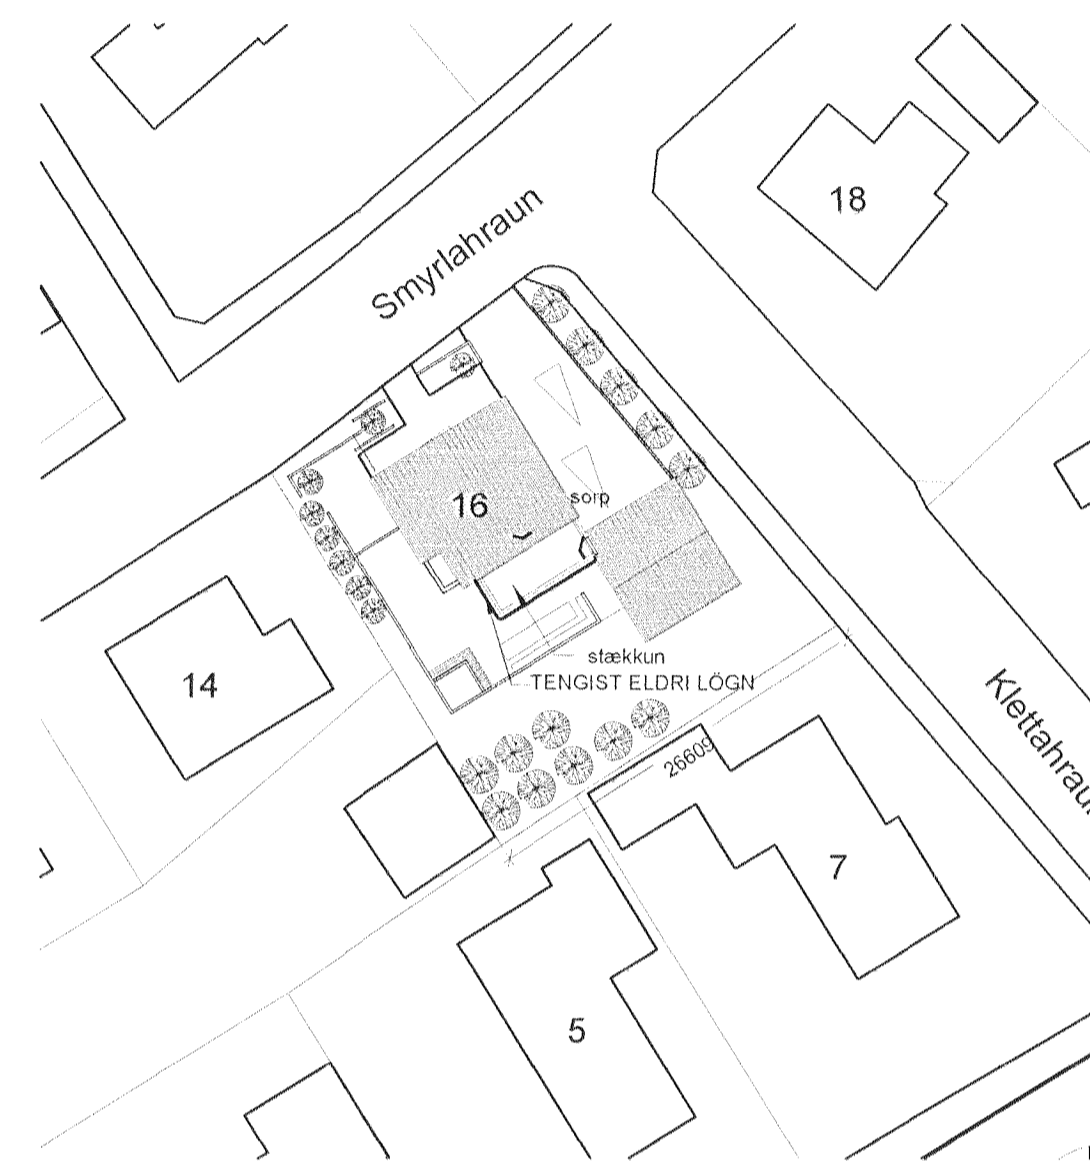 18
Smyrlahraun
16
sorp
stækkun
TENGIST ELDRI LÖGN
14
Klettahraun
26609
7
5